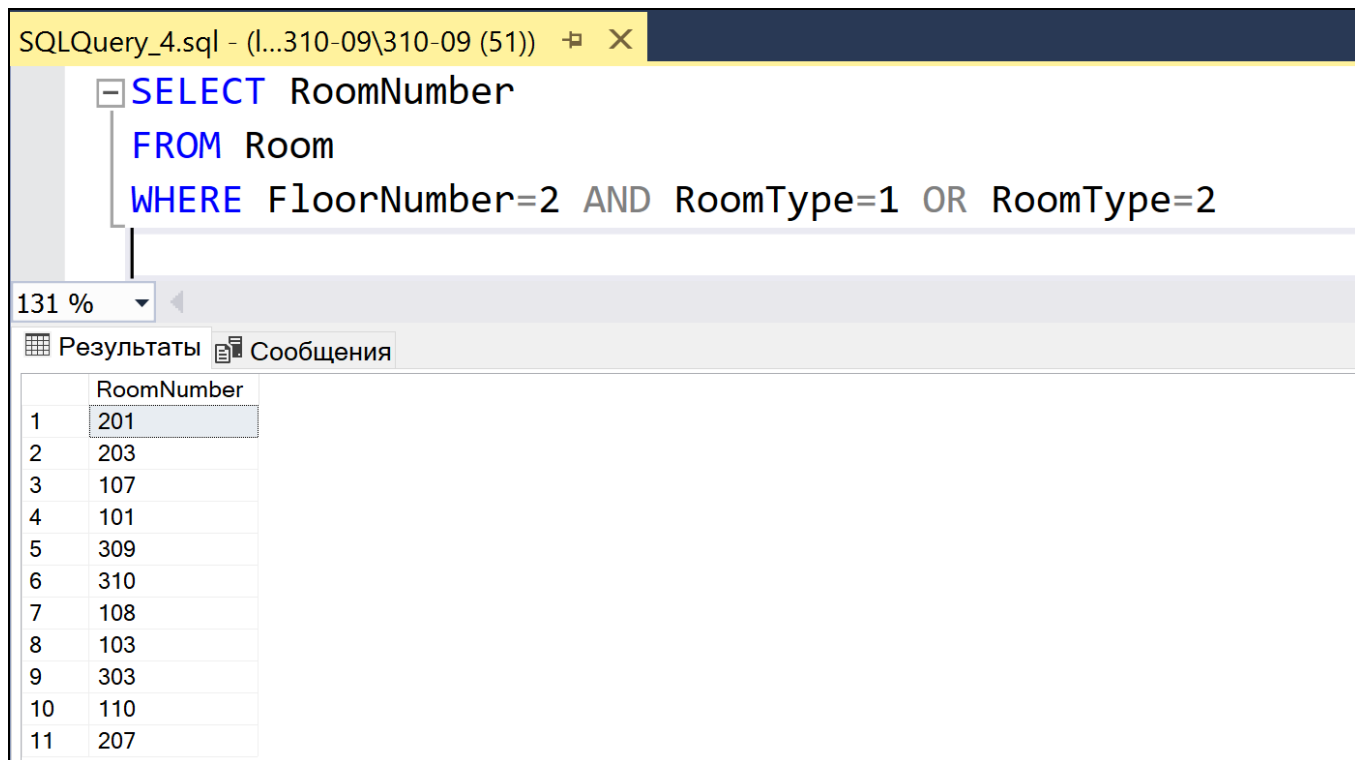 SQLQuery_4.sql - (l...310-09\310-09 (51))
SELECT RoomNumber
FROM Room
WHERE FloorNumber=2 AND RoomType=1 OR RoomType=2
131 %
Результаты Сообщения
RoomNumber
1 201
2 203
3 107
4 101
5 309
6 310
7 108
8 103
9 303
10 110
11 207